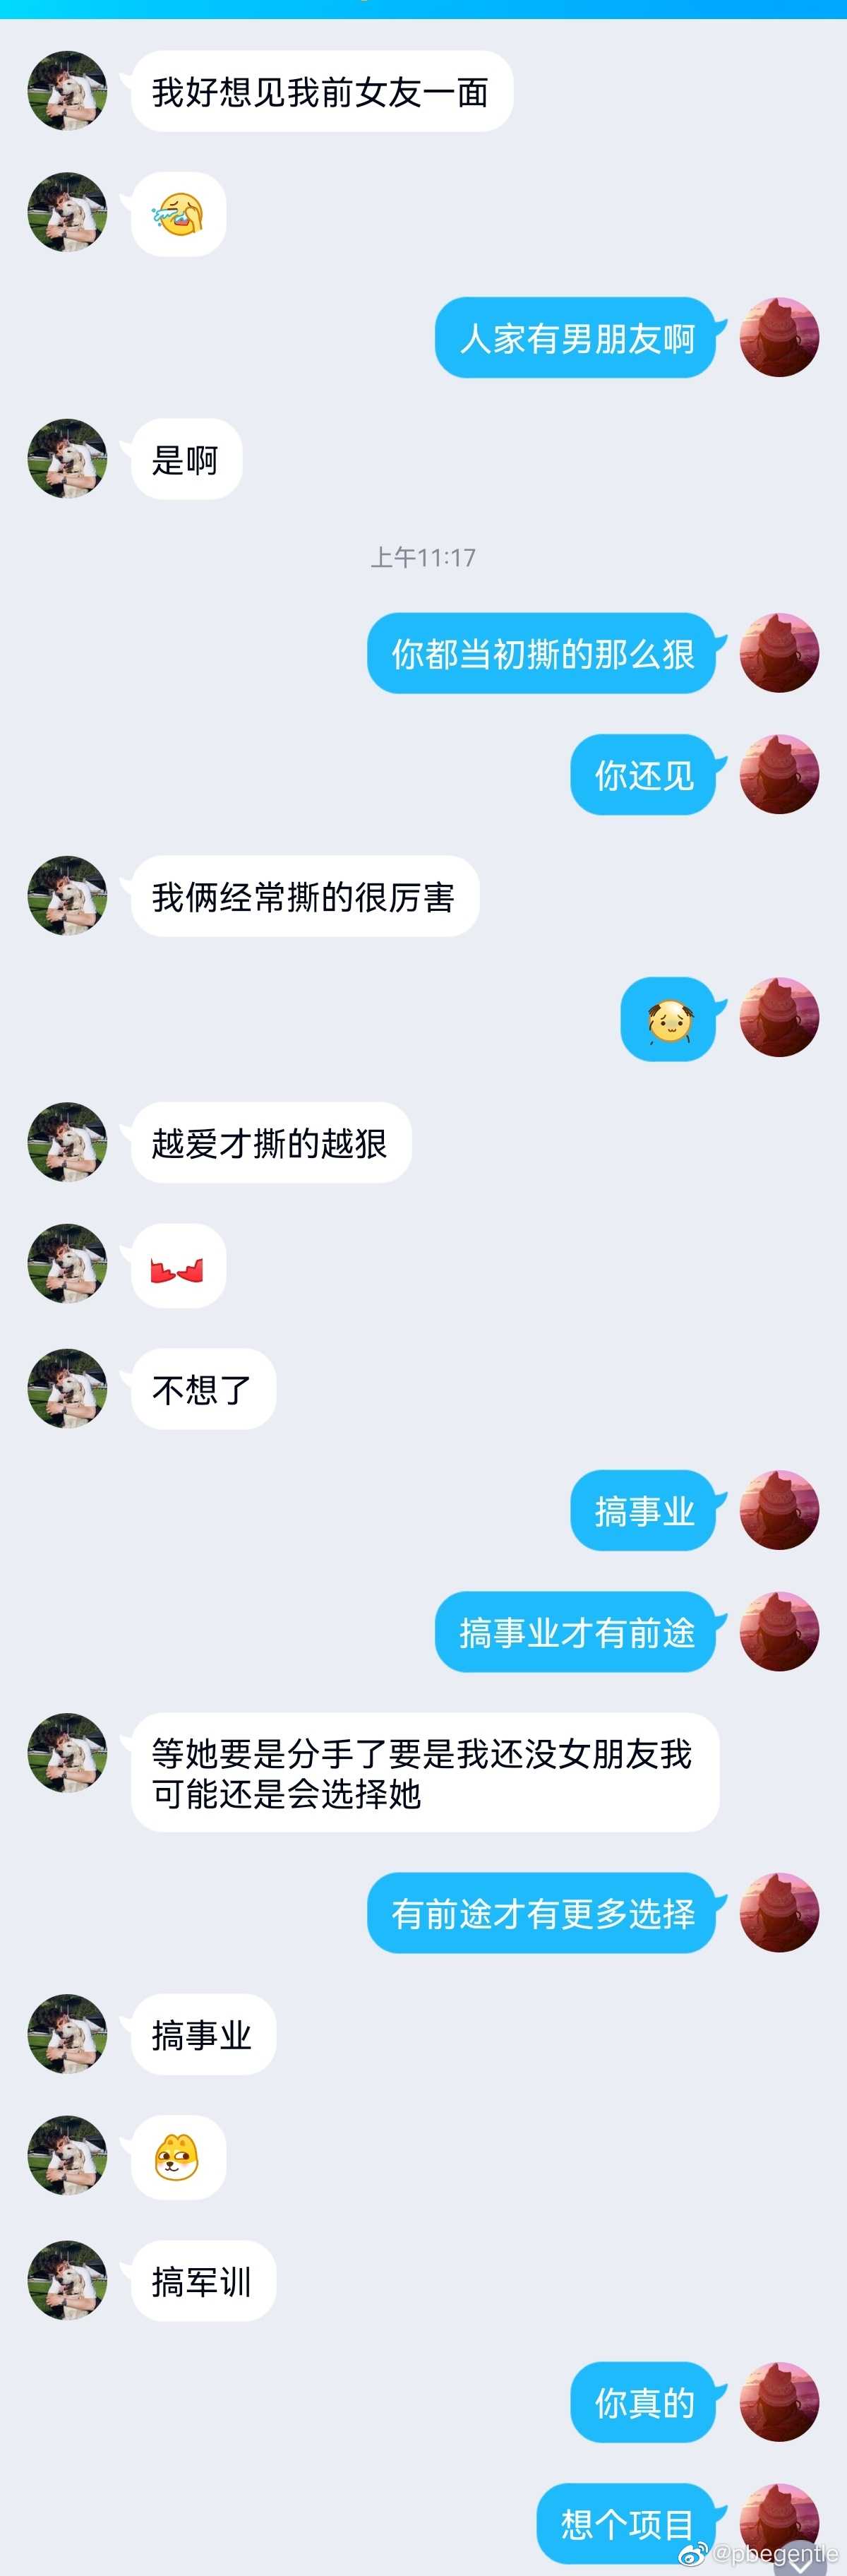 我好想见我前女友一面
人家有男朋友啊
是啊
上午11:17
你都当初撕的那么狠
你还见
我俩经常撕的很厉害
越爱才撕的越狠
不想了
搞事业
搞事业才有前途
等她要是分手了要是我还没女朋友我
可能还是会选择她
有前途才有更多选择
搞事业
搞军训
你真的
想个项目
@pbegentle